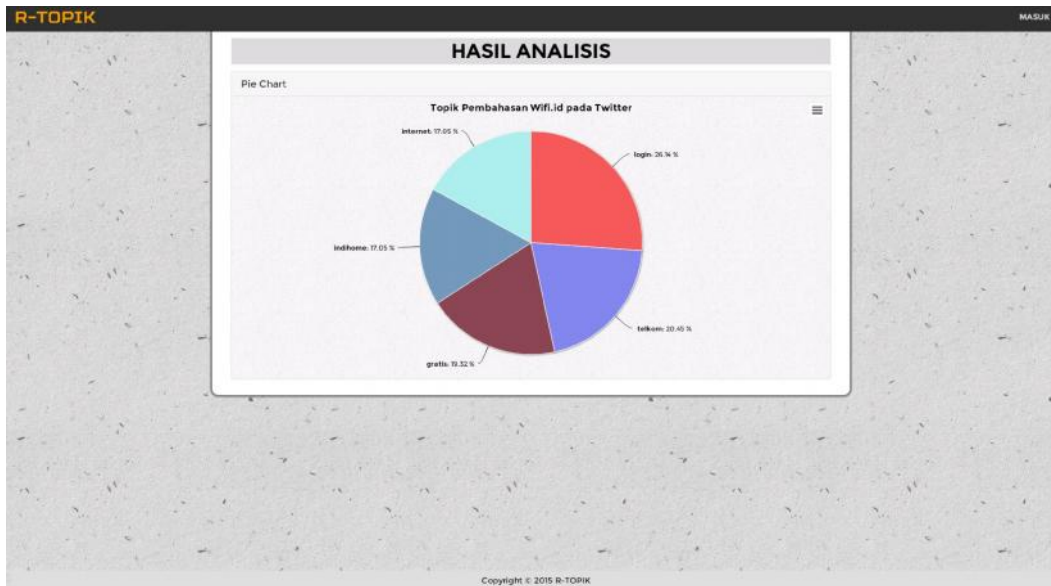 R-TOPIK
MASUK
HASIL ANALISIS
Pie Chart
Topik Pembahasan Wifi.id pada Twitter
internet: 17.05 %
login: 26.14 %
indihome: 17.05 %
telkom: 20.45 %
gratis: 19.32 %
Copyright © 2015 R-TOPIK